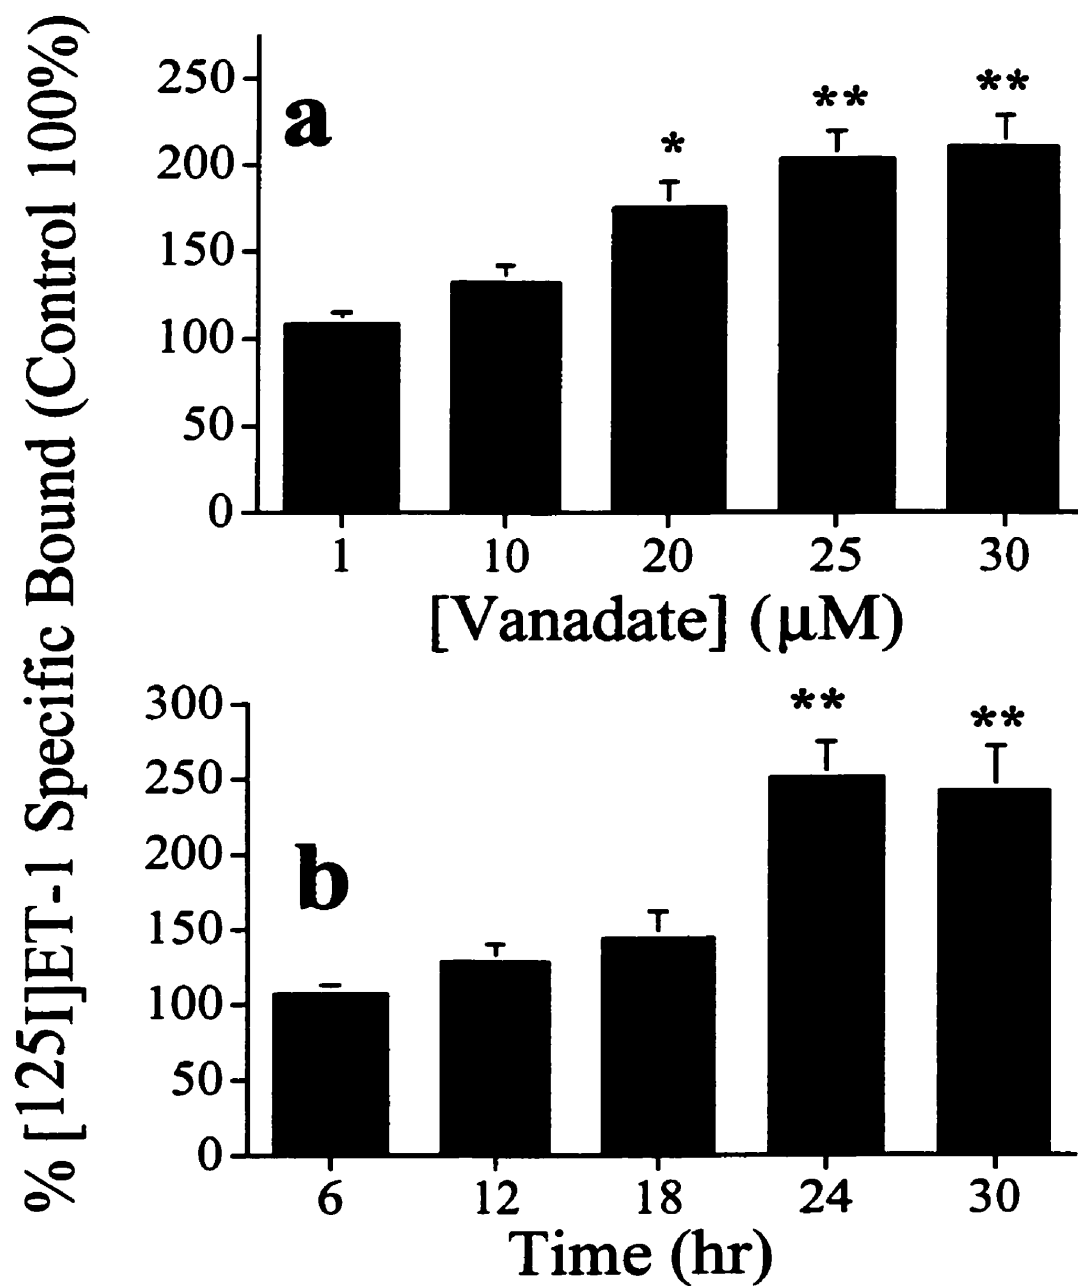 % [125I]ET-1 Specific Bound (Control 100%)
a
250
200
150
100
50
0
*
**
**
1 10 20 25 30
[Vanadate] (μM)
b
300
250
200
150
100
50
0
**
**
6 12 18 24 30
Time (hr)